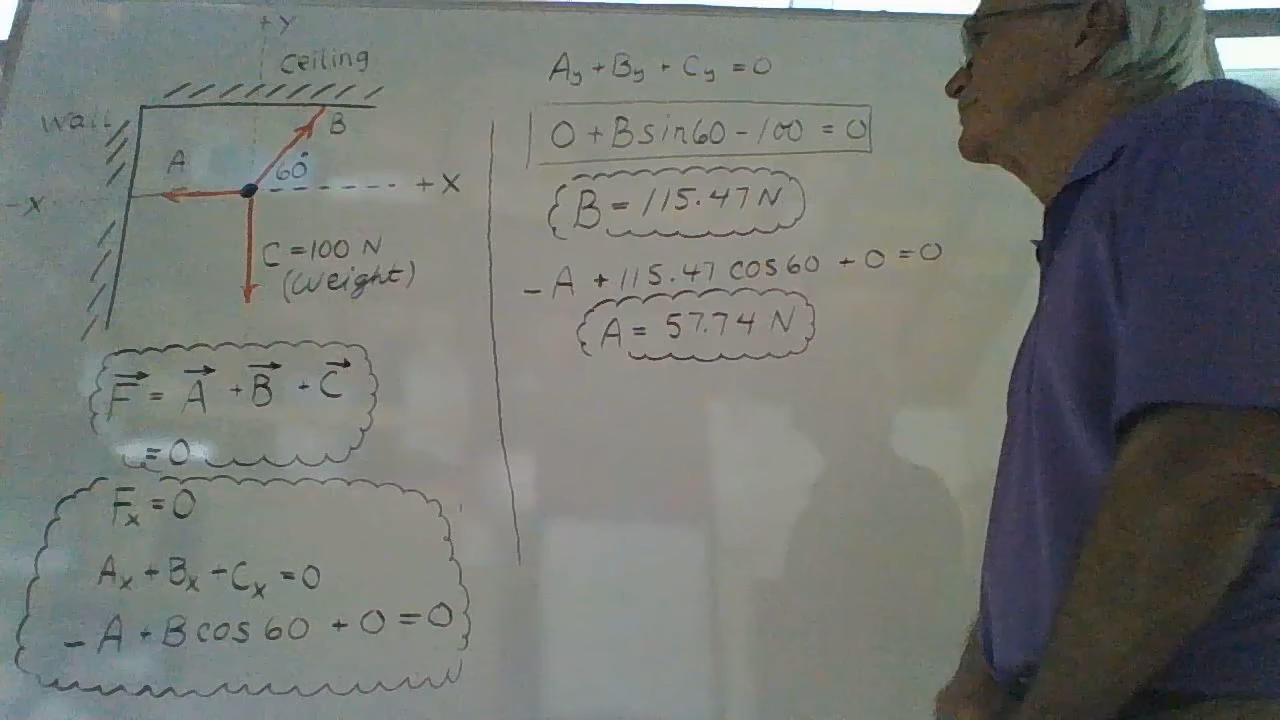 +Y
Ceiling
Wall
A
B
60°
-X
+X
C=100 N
(Weight)
F = A + B + C
=0
Fx = 0
Ax + Bx + Cx = 0
- A + B cos 60 + 0 = 0
Ay + By + Cy = 0
0 + B sin 60 - 100 = 0
B = 115.47 N
- A + 115.47 cos 60 + 0 = 0
A = 57.74 N